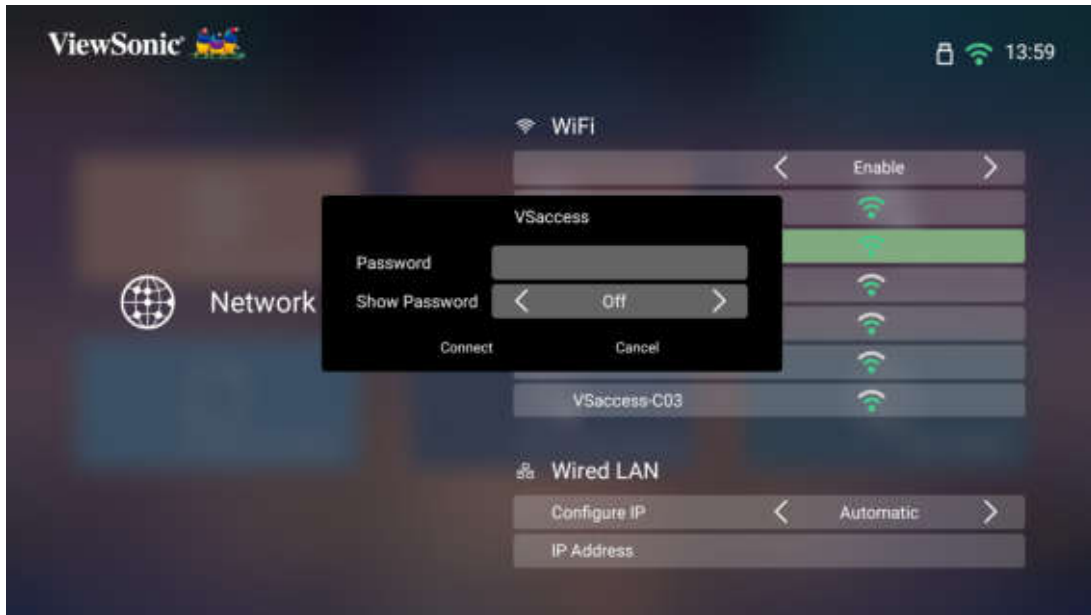 ViewSonic
13:59
WiFi
Enable
VSaccess
Password
Network
Show Password
Off
Connect
Cancel
VSaccess-C03
Wired LAN
Configure IP
Automatic
IP Address